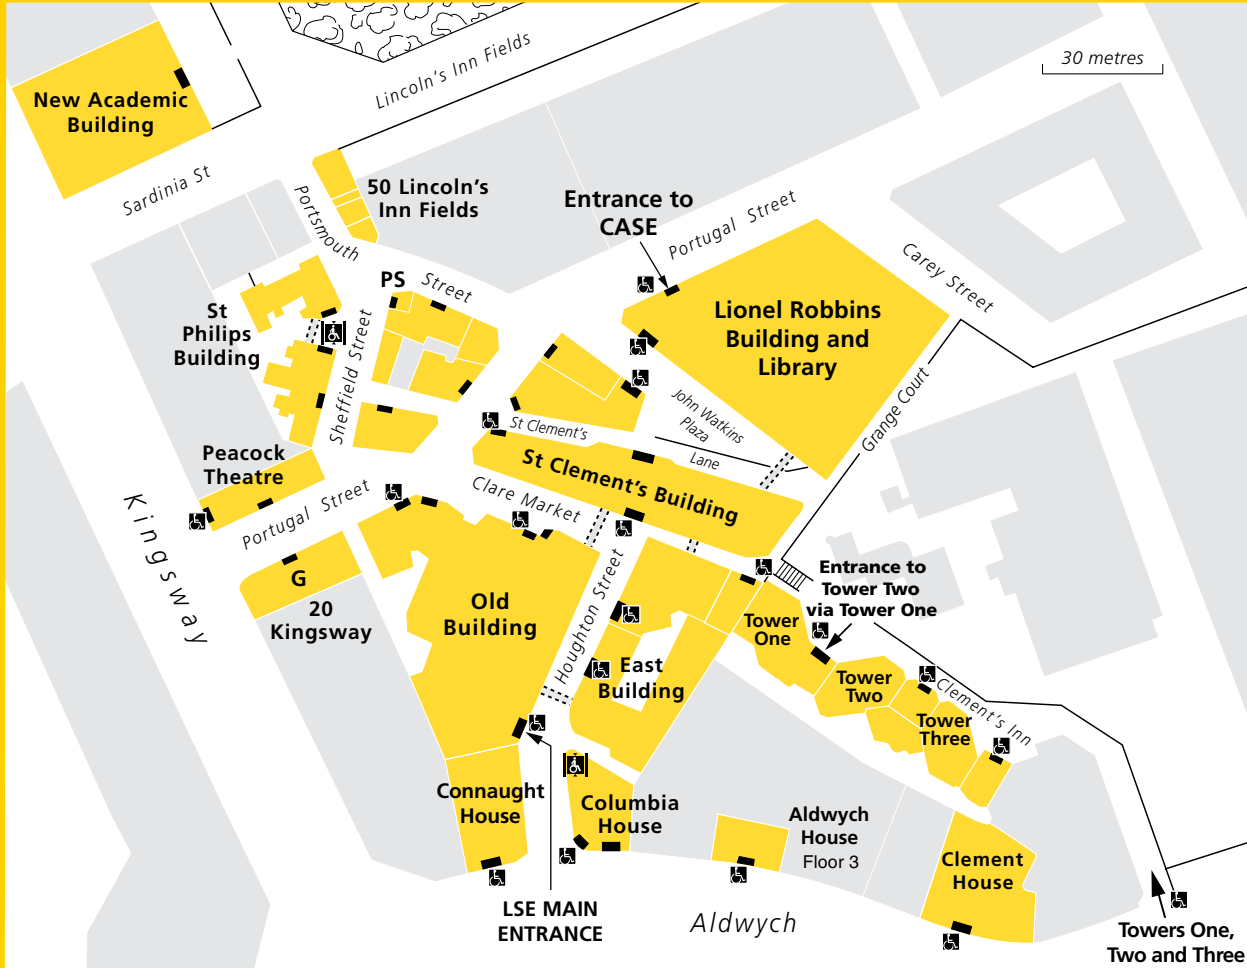 30 metres
Lincoln's Inn Fields
New Academic
Building
Sardinia St
Portsmouth
Street
50 Lincoln's
Inn Fields
Entrance to
CASE
Portugal Street
Carey Street
PS
St
Philips
Building
Sheffield Street
Lionel Robbins
Building and
Library
Grange Court
John Watkins
Plaza
St Clement's
Lane
St Clement's Building
Peacock
Theatre
Kingsway
Portugal Street
Clare Market
G
20
Kingsway
Old
Building
Houghton Street
East
Building
Entrance to
Tower Two
via Tower One
Tower
One
Tower
Two
Tower
Three
Clement's Inn
Connaught
House
Columbia
House
Aldwych
House
Floor 3
Clement
House
LSE MAIN
ENTRANCE
Aldwych
Towers One,
Two and Three